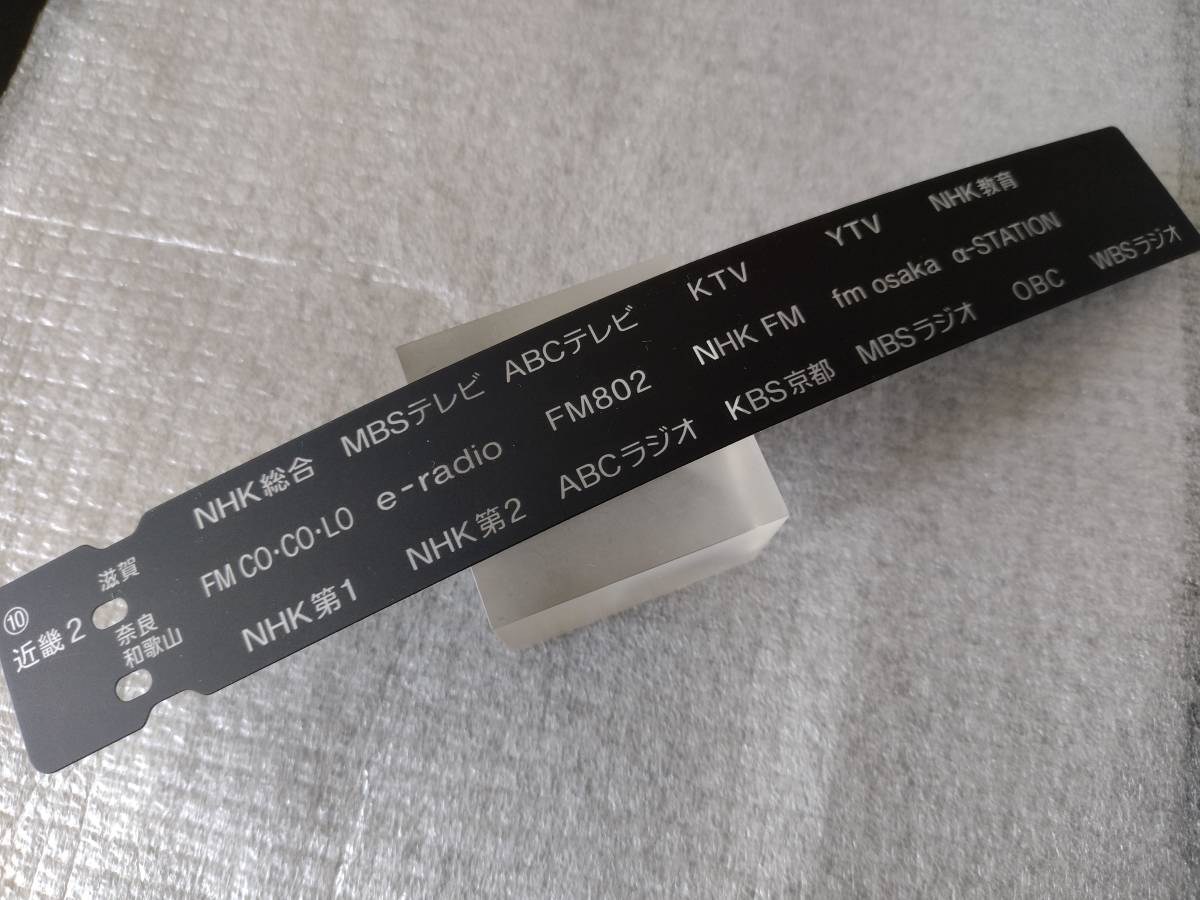 ⑩
近畿2
滋賀
奈良
和歌山
NHK総合 MBSテレビ ABCテレビ KTV YTV NHK教育
FM CO・CO・LO e-radio FM802 NHK FM fm osaka α-STATION
NHK第1 NHK第2 ABCラジオ KBS京都 MBSラジオ OBC WBSラジオ